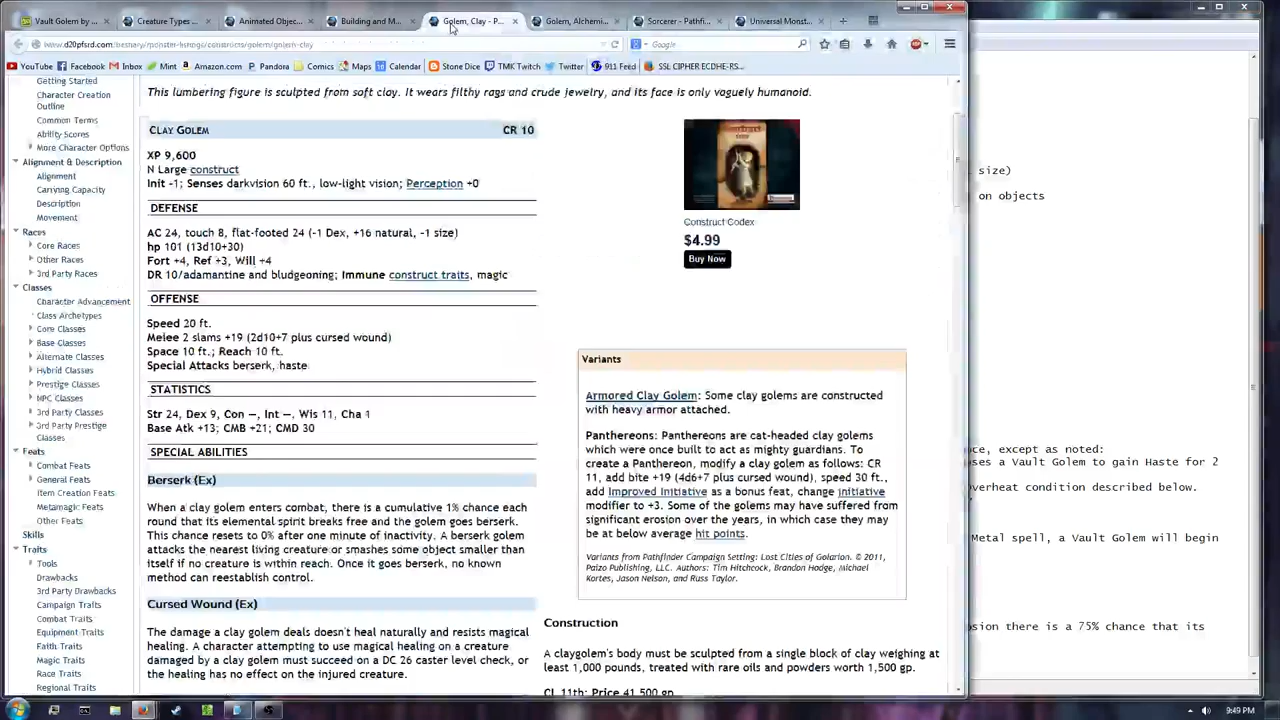 Vault Golem by
Creature Types
Animated Objec...
Building and M...
Golem, Clay - P...
Golem, Alchemi...
Sorcerer - Pathfi...
Universal Monst...
www.d20pfsrd.com/bestiary/monster-listings/constructs/golem/golem-clay
Google
YouTube Facebook Inbox Mint Amazon.com Pandora Comics Maps Calendar Stone Dice TMK Twitch Twitter 911 Feed SSL CIPHER ECDHE-RS...
Getting Started
Character Creation
Outline
Common Terms
Ability Scores
More Character Options
Alignment & Description
Alignment
Carrying Capacity
Description
Movement
Races
Core Races
Other Races
3rd Party Races
Classes
Character Advancement
Class Archetypes
Core Classes
Base Classes
Alternate Classes
Hybrid Classes
Prestige Classes
NPC Classes
3rd Party Classes
3rd Party Prestige
Classes
Feats
Combat Feats
General Feats
Item Creation Feats
Metamagic Feats
Other Feats
Skills
Traits
Tools
Drawbacks
3rd Party Drawbacks
Campaign Traits
Combat Traits
Equipment Traits
Faith Traits
Magic Traits
Race Traits
Regional Traits
This lumbering figure is sculpted from soft clay. It wears filthy rags and crude jewelry, and its face is only vaguely humanoid.
CLAY GOLEM CR 10
XP 9,600
N Large construct
Init -1; Senses darkvision 60 ft., low-light vision; Perception +0
DEFENSE
AC 24, touch 8, flat-footed 24 (-1 Dex, +16 natural, -1 size)
hp 101 (13d10+30)
Fort +4, Ref +3, Will +4
DR 10/adamantine and bludgeoning; Immune construct traits, magic
OFFENSE
Speed 20 ft.
Melee 2 slams +19 (2d10+7 plus cursed wound)
Space 10 ft.; Reach 10 ft.
Special Attacks berserk, haste
STATISTICS
Str 24, Dex 9, Con —, Int —, Wis 11, Cha 1
Base Atk +13; CMB +21; CMD 30
SPECIAL ABILITIES
Berserk (Ex)
When a clay golem enters combat, there is a cumulative 1% chance each
round that its elemental spirit breaks free and the golem goes berserk.
This chance resets to 0% after one minute of inactivity. A berserk golem
attacks the nearest living creature or smashes some object smaller than
itself if no creature is within reach. Once it goes berserk, no known
method can reestablish control.
Cursed Wound (Ex)
The damage a clay golem deals doesn't heal naturally and resists magical
healing. A character attempting to use magical healing on a creature
damaged by a clay golem must succeed on a DC 26 caster level check, or
the healing has no effect on the injured creature.
Construct Codex
$4.99
Buy Now
Variants
Armored Clay Golem: Some clay golems are constructed
with heavy armor attached.
Panthereons: Panthereons are cat-headed clay golems
which were once built to act as mighty guardians. To
create a Panthereon, modify a clay golem as follows: CR
11, add bite +19 (4d6+7 plus cursed wound), speed 30 ft.,
add Improved Initiative as a bonus feat, change initiative
modifier to +3. Some of the golems may have suffered from
significant erosion over the years, in which case they may
be at below average hit points.
Variants from Pathfinder Campaign Setting: Lost Cities of Golarion. © 2011,
Paizo Publishing, LLC. Authors: Tim Hitchcock, Brandon Hodge, Michael
Kortes, Jason Nelson, and Russ Taylor.
Construction
A claygolem's body must be sculpted from a single block of clay weighing at
least 1,000 pounds, treated with rare oils and powders worth 1,500 gp.
CL 11th; Price 41,500 gp
size)
on objects
nce, except as noted:
ses a Vault Golem to gain Haste for 2
verheat condition described below.
Metal spell, a Vault Golem will begin
sion there is a 75% chance that its
9:49 PM